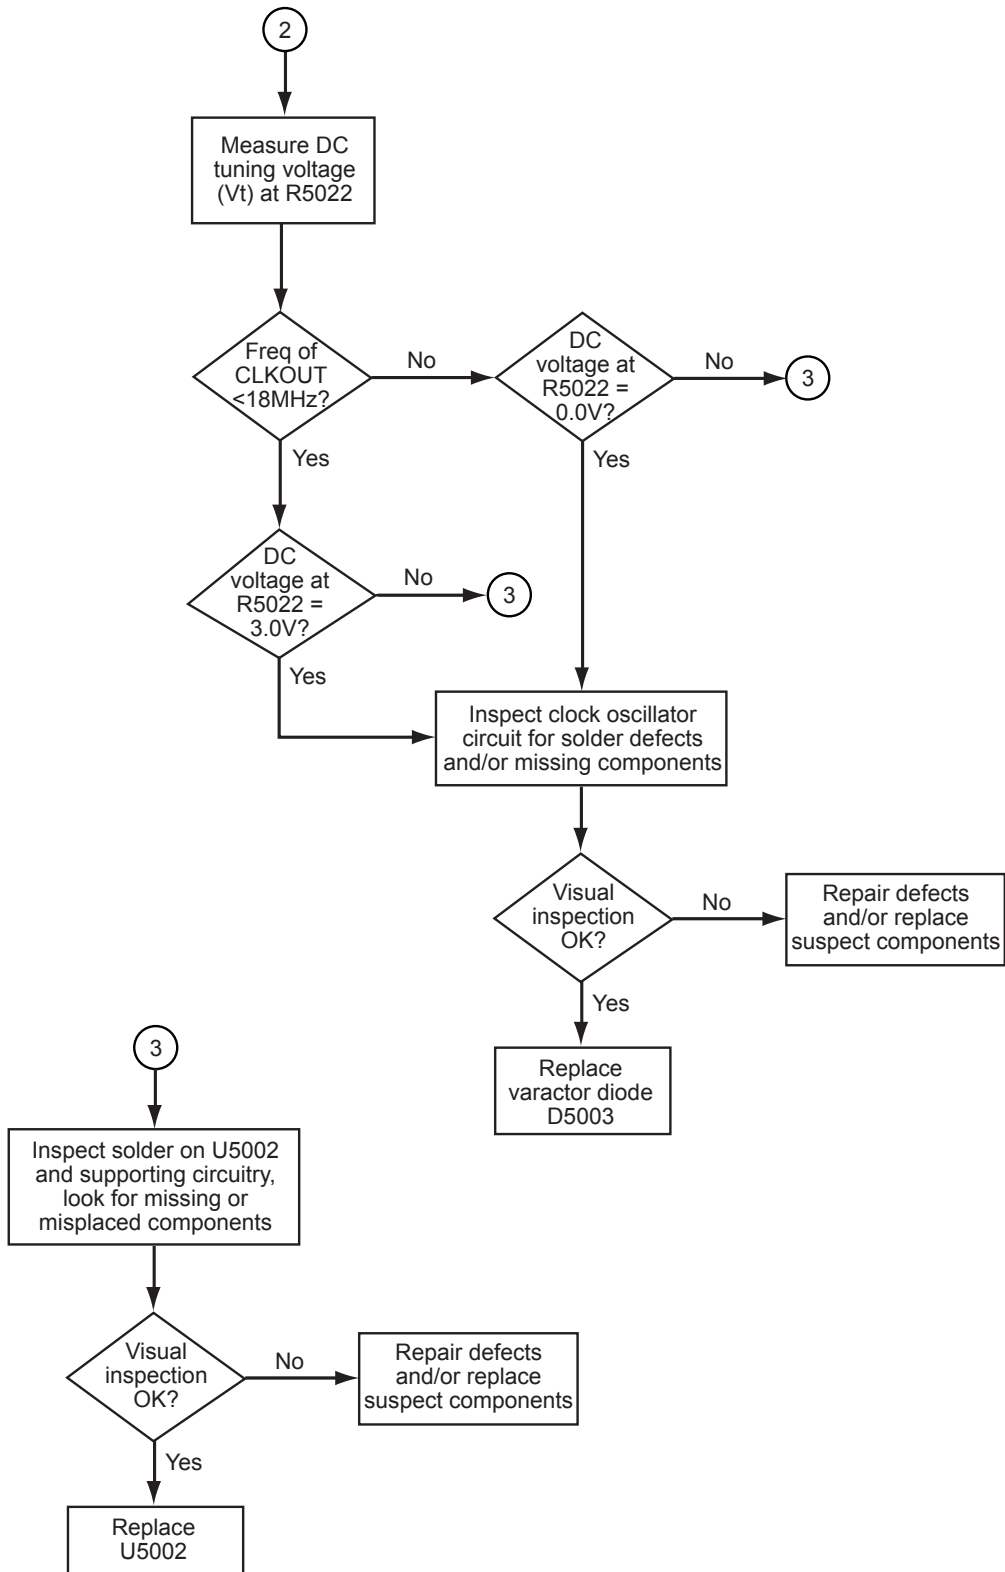 2
Measure DC
tuning voltage
(Vt) at R5022
Freq of
CLKOUT
<18MHz?
No
DC
voltage at
R5022 =
0.0V?
No
3
Yes
Yes
DC
voltage at
R5022 =
3.0V?
No
3
Yes
Inspect clock oscillator
circuit for solder defects
and/or missing components
Visual
inspection
OK?
No
Repair defects
and/or replace
suspect components
Yes
Replace
varactor diode
D5003
3
Inspect solder on U5002
and supporting circuitry,
look for missing or
misplaced components
Visual
inspection
OK?
No
Repair defects
and/or replace
suspect components
Yes
Replace
U5002